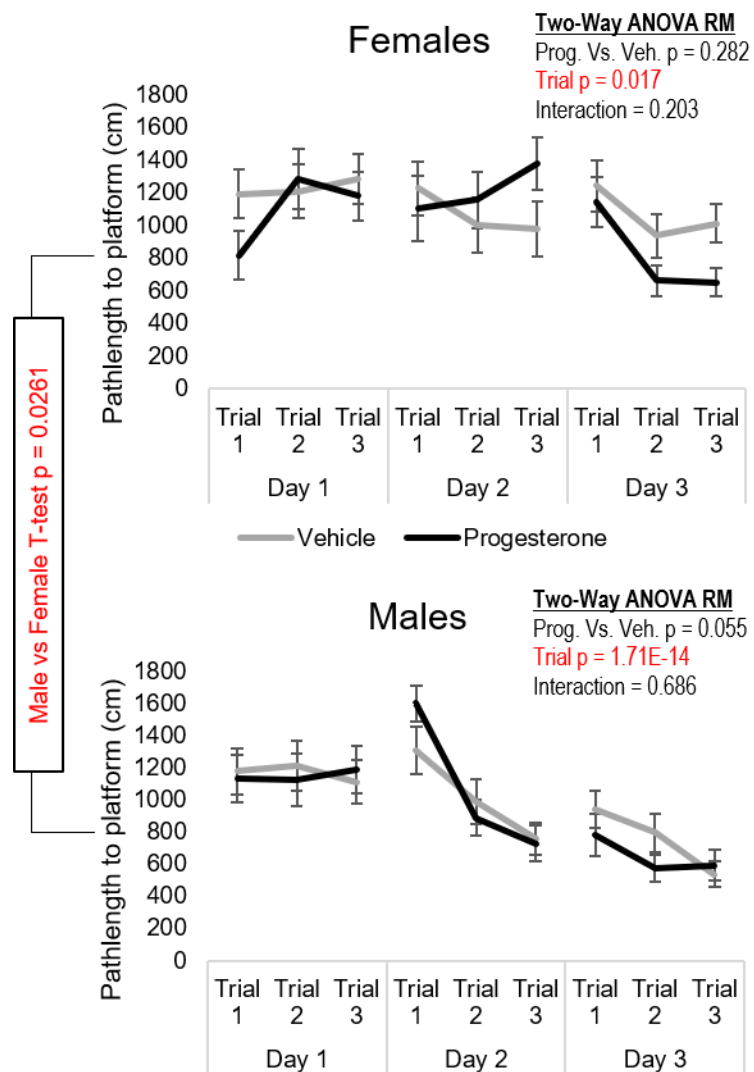 Females
Two-Way ANOVA RM
Prog. Vs. Veh. p = 0.282
Trial p = 0.017
Interaction = 0.203
Pathlength to platform (cm)
1800
1600
1400
1200
1000
800
600
400
200
0
Trial Trial Trial Trial Trial Trial Trial Trial Trial
1 2 3 1 2 3 1 2 3
Day 1 Day 2 Day 3
Vehicle Progesterone
Male vs Female T-test p = 0.0261
Males
Two-Way ANOVA RM
Prog. Vs. Veh. p = 0.055
Trial p = 1.71E-14
Interaction = 0.686
Pathlength to platform (cm)
1800
1600
1400
1200
1000
800
600
400
200
0
Trial Trial Trial Trial Trial Trial Trial Trial Trial
1 2 3 1 2 3 1 2 3
Day 1 Day 2 Day 3